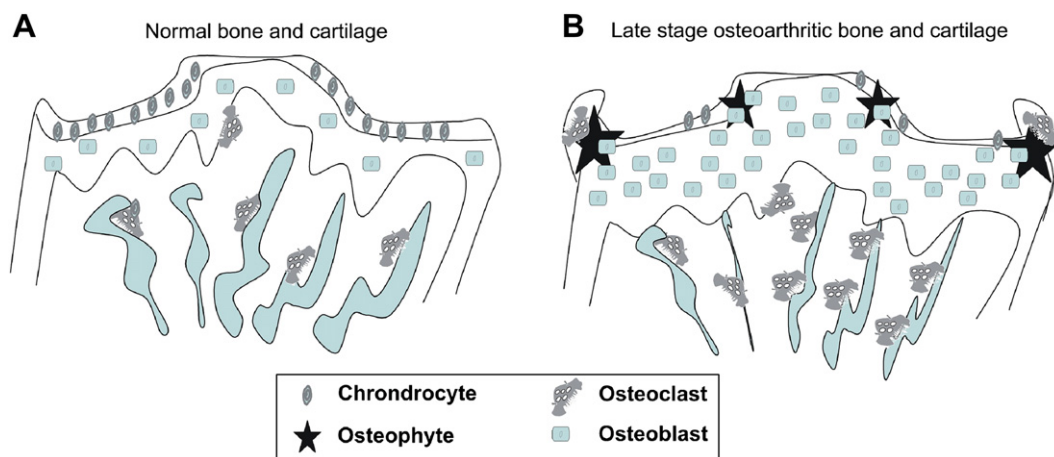 A
Normal bone and cartilage
B
Late stage osteoarthritic bone and cartilage
Chrondrocyte
Osteoclast
Osteophyte
Osteoblast